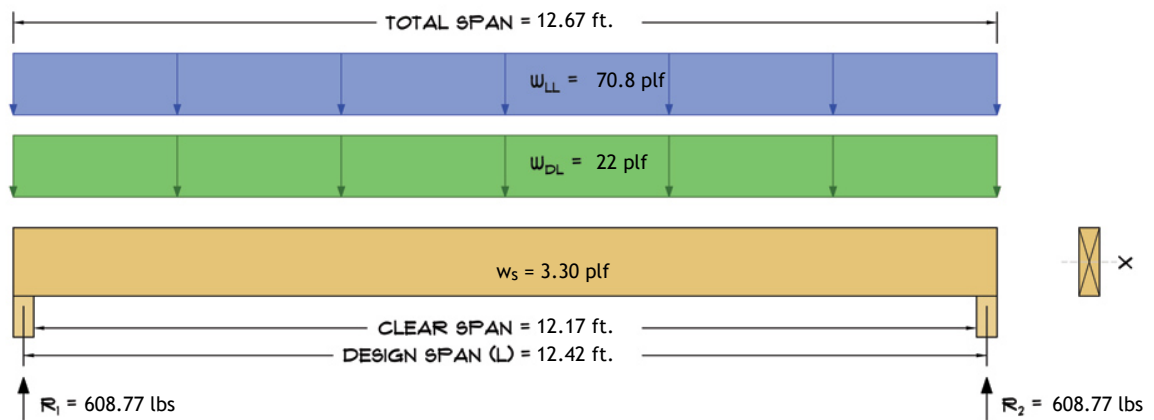 TOTAL SPAN = 12.67 ft.
WLL = 70.8 plf
WDL = 22 plf
ws = 3.30 plf
X
CLEAR SPAN = 12.17 ft.
DESIGN SPAN (L) = 12.42 ft.
R1 = 608.77 lbs
R2 = 608.77 lbs